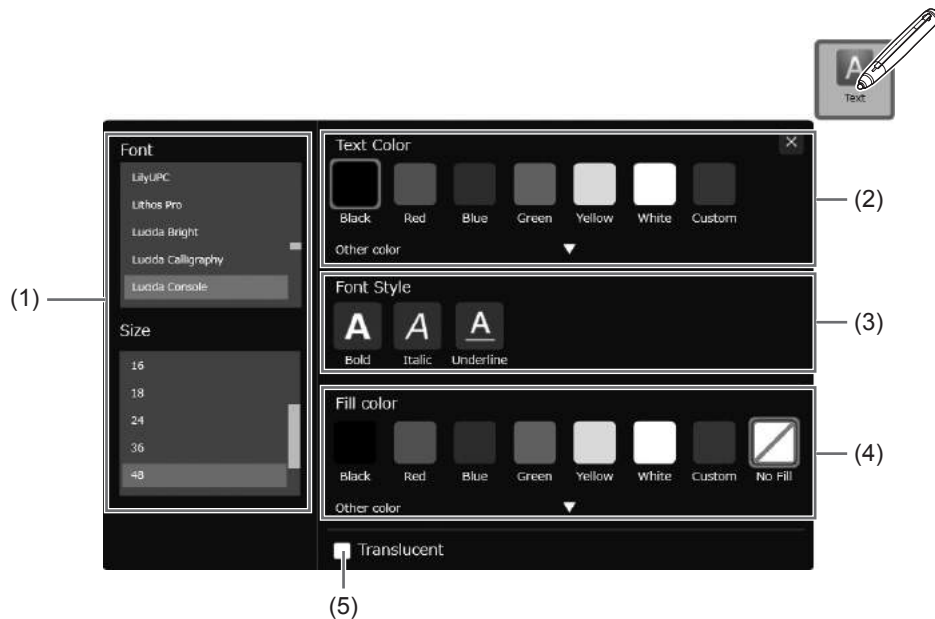 A
Text
Font
LilyUPC
Lithos Pro
Lucida Bright
Lucida Calligraphy
Lucida Console
Size
16
18
24
36
48
(1)
Text Color
Black Red Blue Green Yellow White Custom
Other color
(2)
Font Style
A A A
Bold Italic Underline
(3)
Fill color
Black Red Blue Green Yellow White Custom No Fill
Other color
(4)
Translucent
(5)